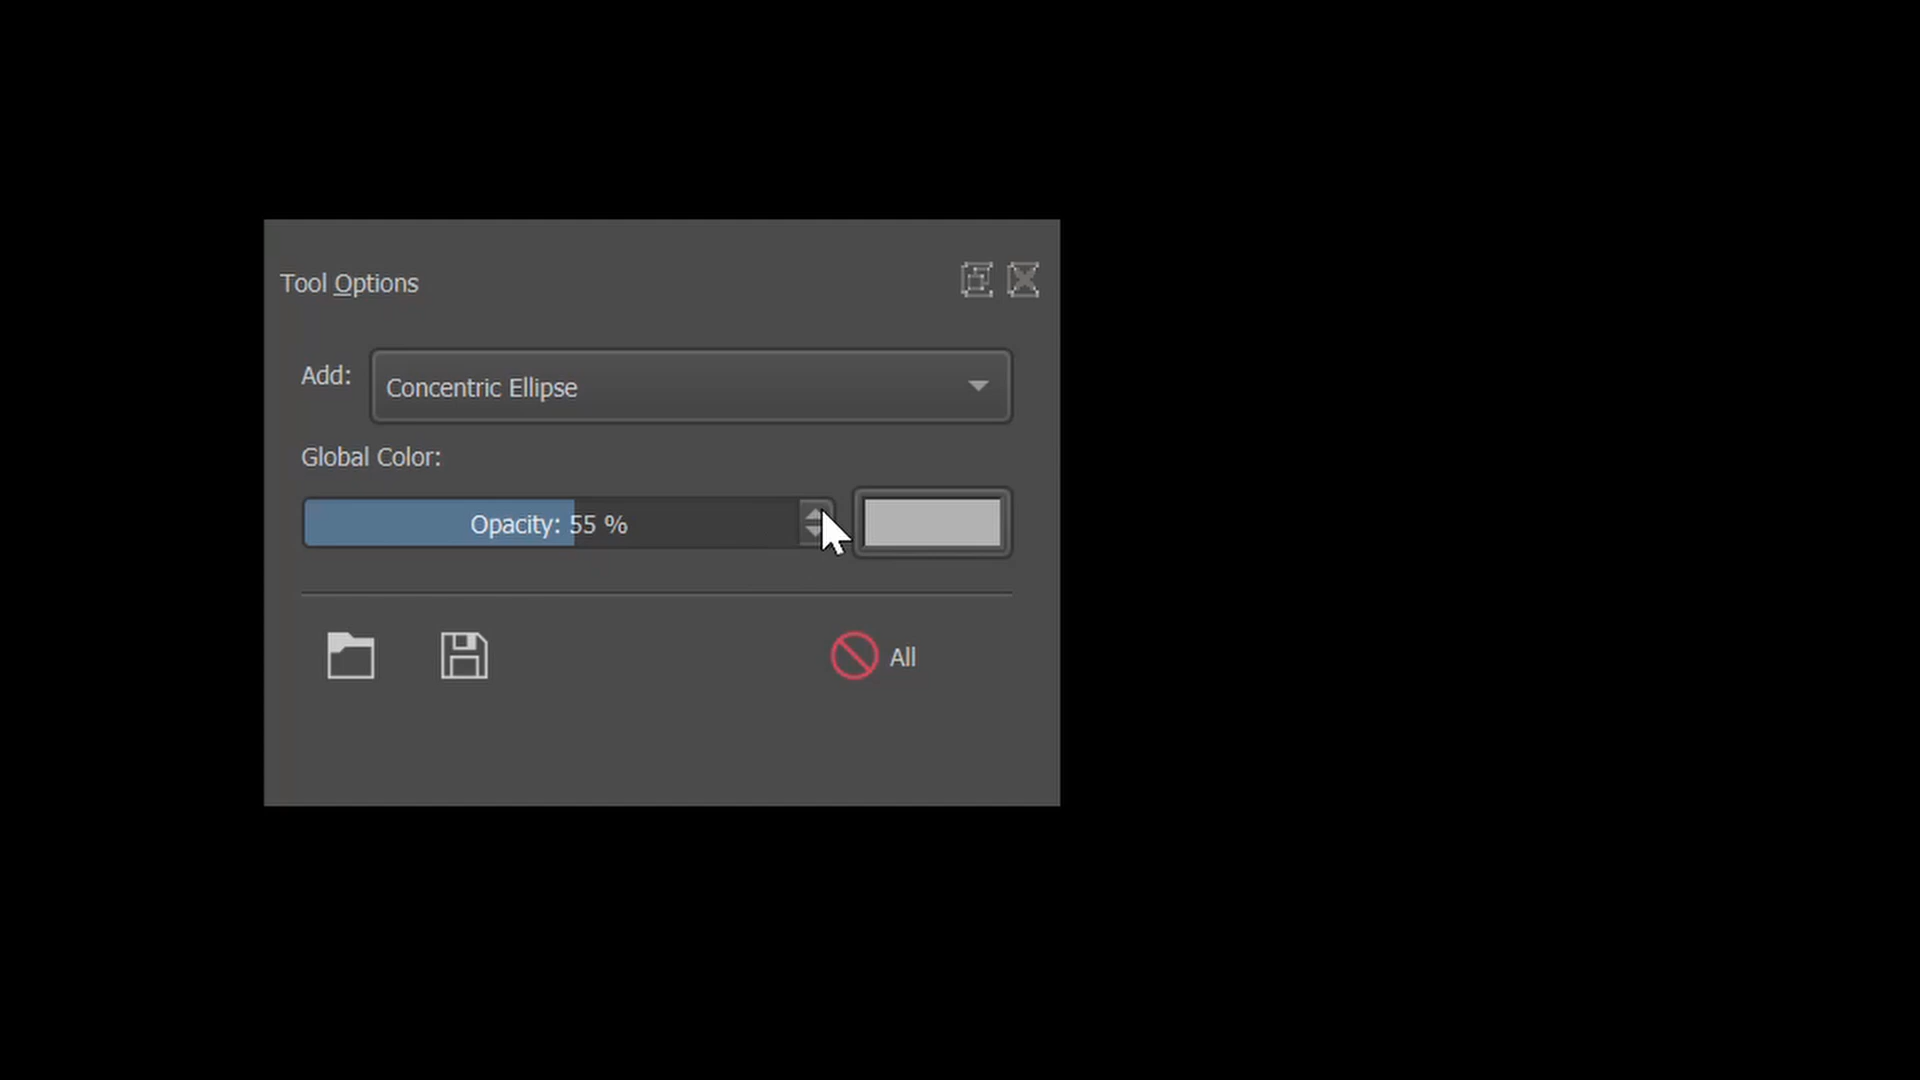 Tool Options
Add: Concentric Ellipse
Global Color:
Opacity: 55 %
All